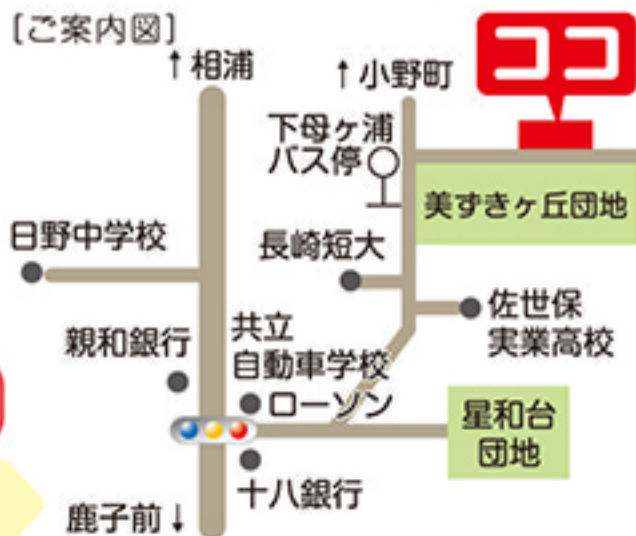 [ご案内図]
↑相浦
↑小野町
ココ
下母ヶ浦
バス停
美ずきヶ丘団地
日野中学校
長崎短大
佐世保
実業高校
親和銀行
共立
自動車学校
ローソン
星和台
団地
十八銀行
鹿子前↓